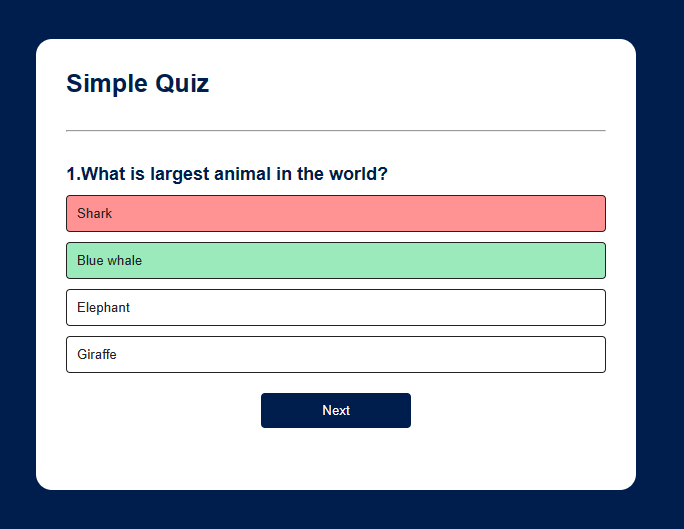 Simple Quiz
1.What is largest animal in the world?
Shark
Blue whale
Elephant
Giraffe
Next